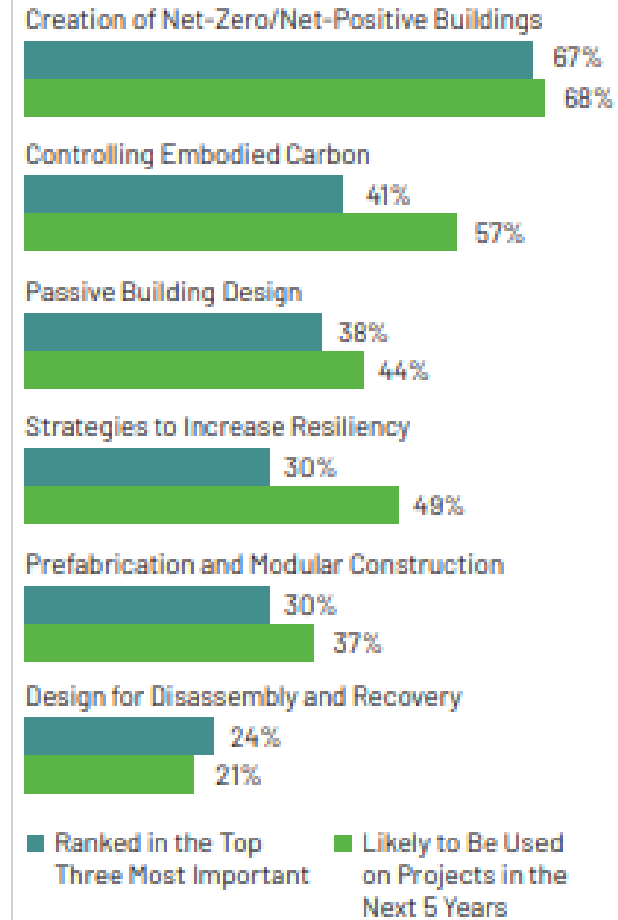 Creation of Net-Zero/Net-Positive Buildings
67%
68%
Controlling Embodied Carbon
41%
57%
Passive Building Design
38%
44%
Strategies to Increase Resiliency
30%
49%
Prefabrication and Modular Construction
30%
37%
Design for Disassembly and Recovery
24%
21%
Ranked in the Top
Three Most Important
Likely to Be Used
on Projects in the
Next 5 Years